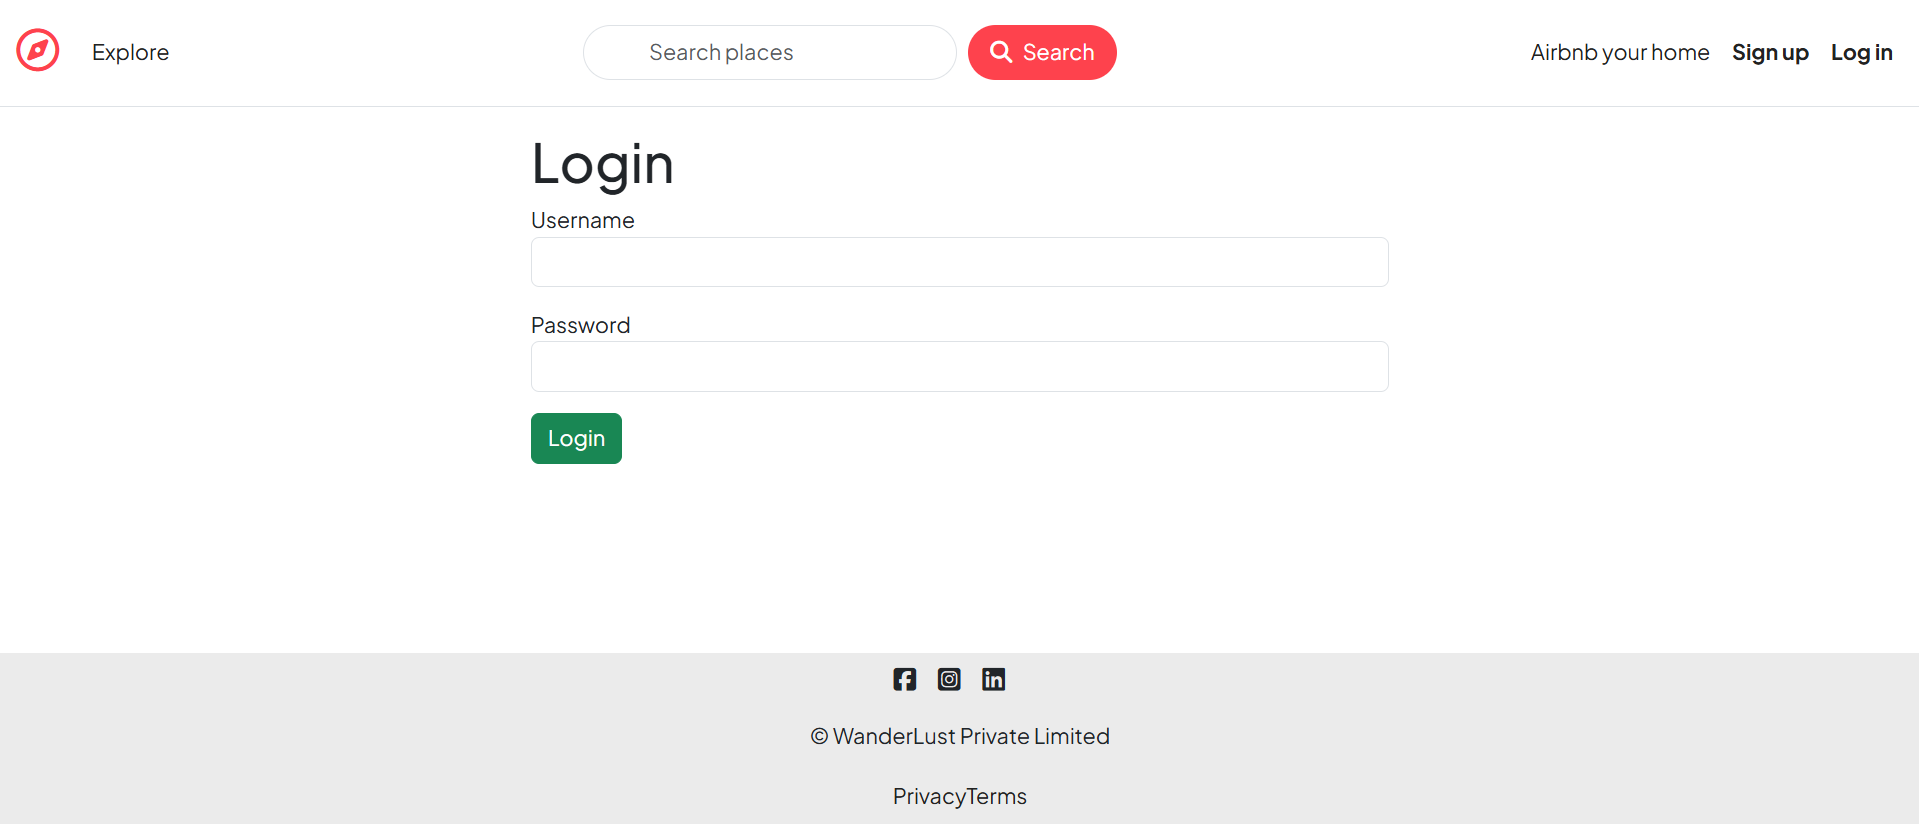 Explore Search places Search Airbnb your home Sign up Log in
Login
Username
Password
Login
© WanderLust Private Limited
PrivacyTerms